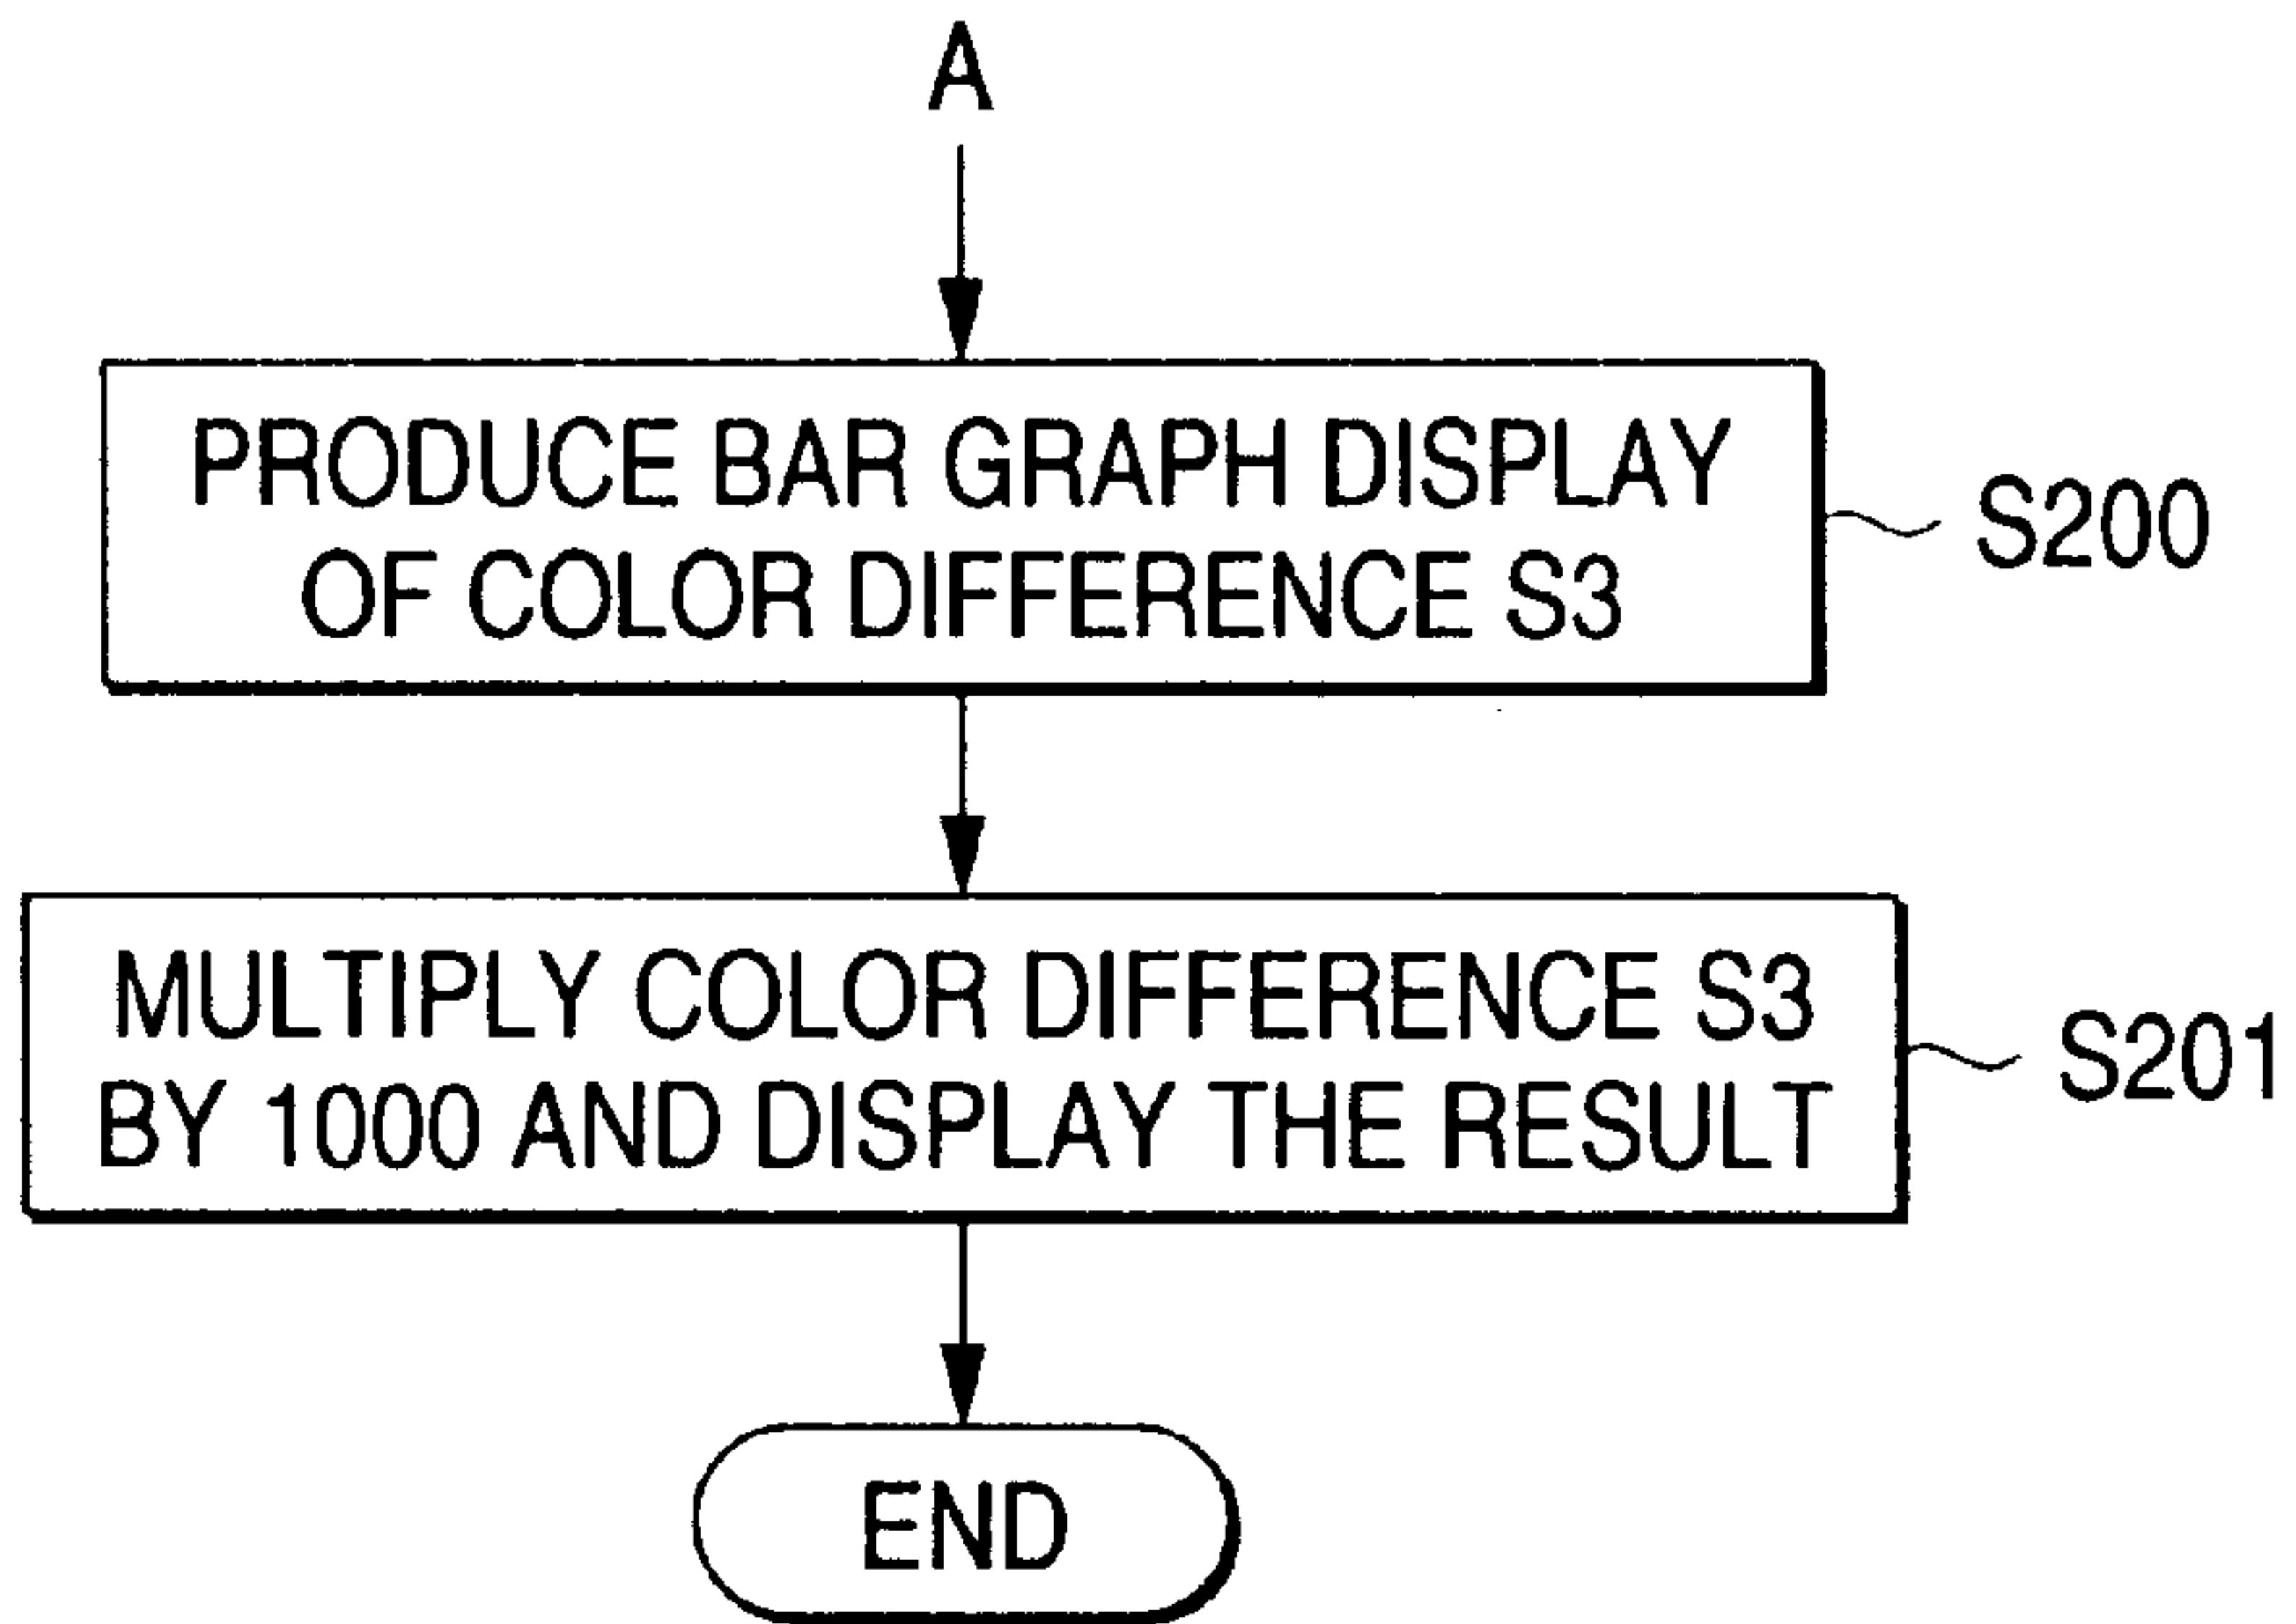 A
PRODUCE BAR GRAPH DISPLAY
OF COLOR DIFFERENCE S3
S200
MULTIPLY COLOR DIFFERENCE S3
BY 1000 AND DISPLAY THE RESULT
S201
END